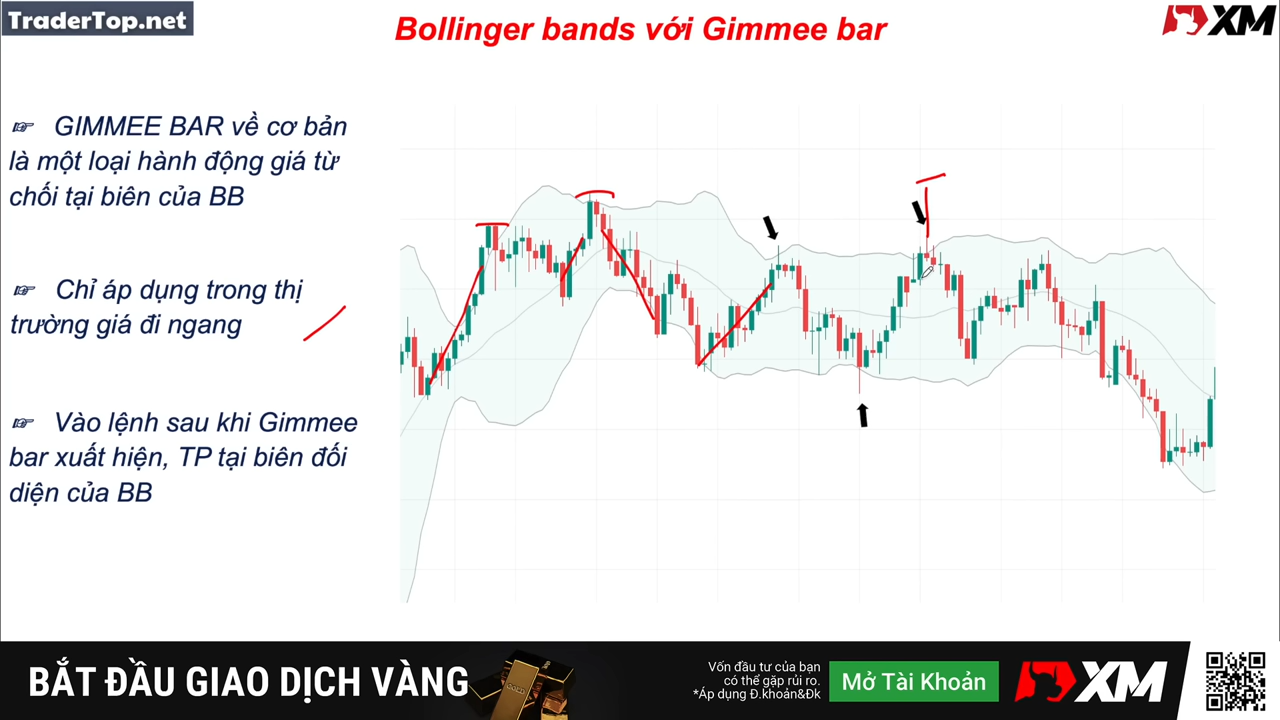 TraderTop.net
Bollinger bands với Gimmee bar
XM
☞ GIMMEE BAR về cơ bản
là một loại hành động giá từ
chối tại biên của BB
☞ Chỉ áp dụng trong thị
trường giá đi ngang
☞ Vào lệnh sau khi Gimmee
bar xuất hiện, TP tại biên đối
diện của BB
BẮT ĐẦU GIAO DỊCH VÀNG
Vốn đầu tư của bạn
có thể gặp rủi ro.
*Áp dụng Đ.khoản&Đk
Mở Tài Khoản
XM